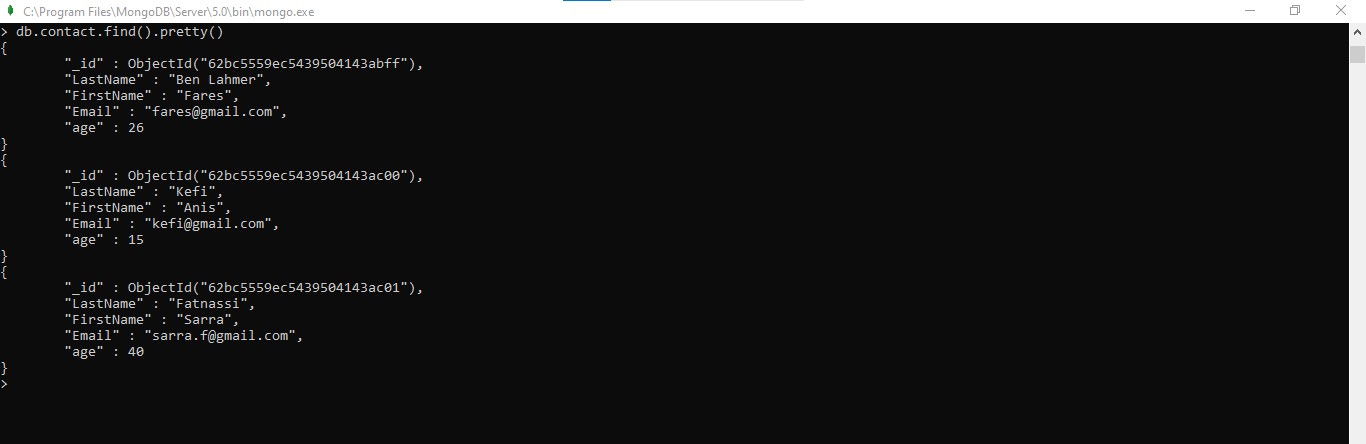 C:\Program Files\MongoDB\Server\5.0\bin\mongo.exe
> db.contact.find().pretty()
{
        "_id" : ObjectId("62bc5559ec5439504143abff"),
        "LastName" : "Ben Lahmer",
        "FirstName" : "Fares",
        "Email" : "fares@gmail.com",
        "age" : 26
}
{
        "_id" : ObjectId("62bc5559ec5439504143ac00"),
        "LastName" : "Kefi",
        "FirstName" : "Anis",
        "Email" : "kefi@gmail.com",
        "age" : 15
}
{
        "_id" : ObjectId("62bc5559ec5439504143ac01"),
        "LastName" : "Fatnassi",
        "FirstName" : "Sarra",
        "Email" : "sarra.f@gmail.com",
        "age" : 40
}
>